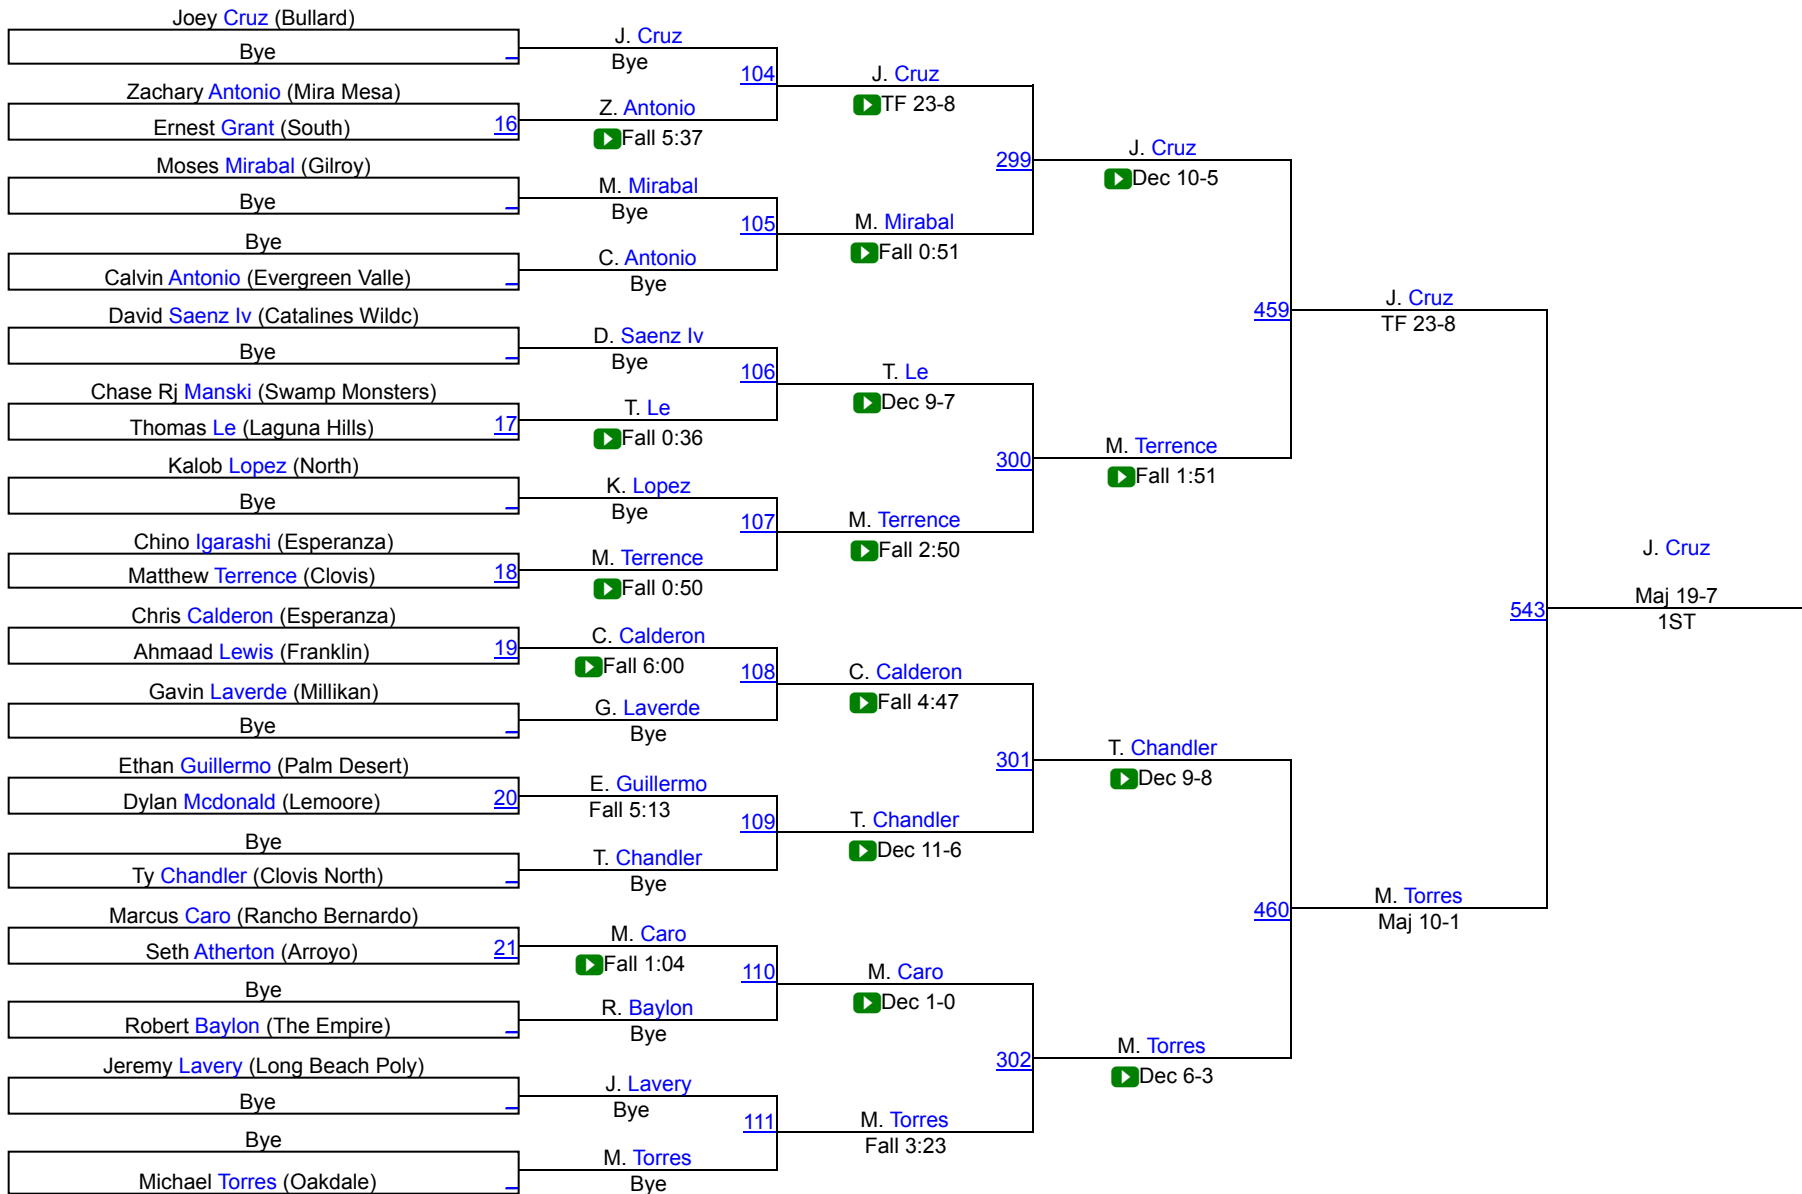 Joey Cruz (Bullard)
Bye
Zachary Antonio (Mira Mesa)
Ernest Grant (South) 16
Moses Mirabal (Gilroy)
Bye
Bye
Calvin Antonio (Evergreen Valle)
David Saenz Iv (Catalines Wildc)
Bye
Chase Rj Manski (Swamp Monsters)
Thomas Le (Laguna Hills) 17
Kalob Lopez (North)
Bye
Chino Igarashi (Esperanza)
Matthew Terrence (Clovis) 18
Chris Calderon (Esperanza)
Ahmaad Lewis (Franklin) 19
Gavin Laverde (Millikan)
Bye
Ethan Guillermo (Palm Desert)
Dylan Mcdonald (Lemoore) 20
Bye
Ty Chandler (Clovis North)
Marcus Caro (Rancho Bernardo)
Seth Atherton (Arroyo) 21
Bye
Robert Baylon (The Empire)
Jeremy Lavery (Long Beach Poly)
Bye
Bye
Michael Torres (Oakdale)
J. Cruz
Bye
104
Z. Antonio
Fall 5:37
M. Mirabal
Bye
105
C. Antonio
Bye
D. Saenz Iv
Bye
106
T. Le
Fall 0:36
K. Lopez
Bye
107
M. Terrence
Fall 0:50
C. Calderon
Fall 6:00
108
G. Laverde
Bye
E. Guillermo
Fall 5:13
109
T. Chandler
Bye
M. Caro
Fall 1:04
110
R. Baylon
Bye
J. Lavery
Bye
111
M. Torres
Bye
J. Cruz
TF 23-8
299
M. Mirabal
Fall 0:51
T. Le
Dec 9-7
300
M. Terrence
Fall 2:50
C. Calderon
Fall 4:47
301
T. Chandler
Dec 11-6
M. Caro
Dec 1-0
302
M. Torres
Fall 3:23
J. Cruz
Dec 10-5
459
M. Terrence
Fall 1:51
T. Chandler
Dec 9-8
460
M. Torres
Dec 6-3
J. Cruz
TF 23-8
543
M. Torres
Maj 10-1
J. Cruz
Maj 19-7
1ST